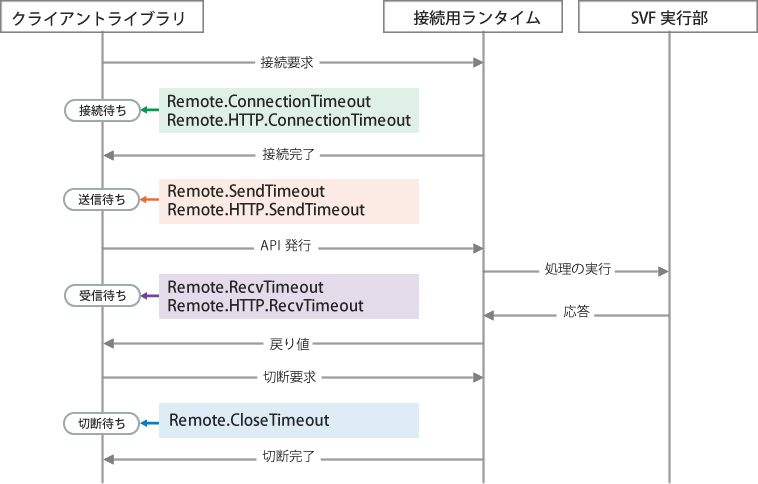 クライアントライブラリ
接続用ランタイム
SVF 実行部
接続要求
接続待ち
Remote.ConnectionTimeout
Remote.HTTP.ConnectionTimeout
接続完了
送信待ち
Remote.SendTimeout
Remote.HTTP.SendTimeout
API 発行
処理の実行
受信待ち
Remote.RecvTimeout
Remote.HTTP.RecvTimeout
応答
戻り値
切断要求
切断待ち
Remote.CloseTimeout
切断完了